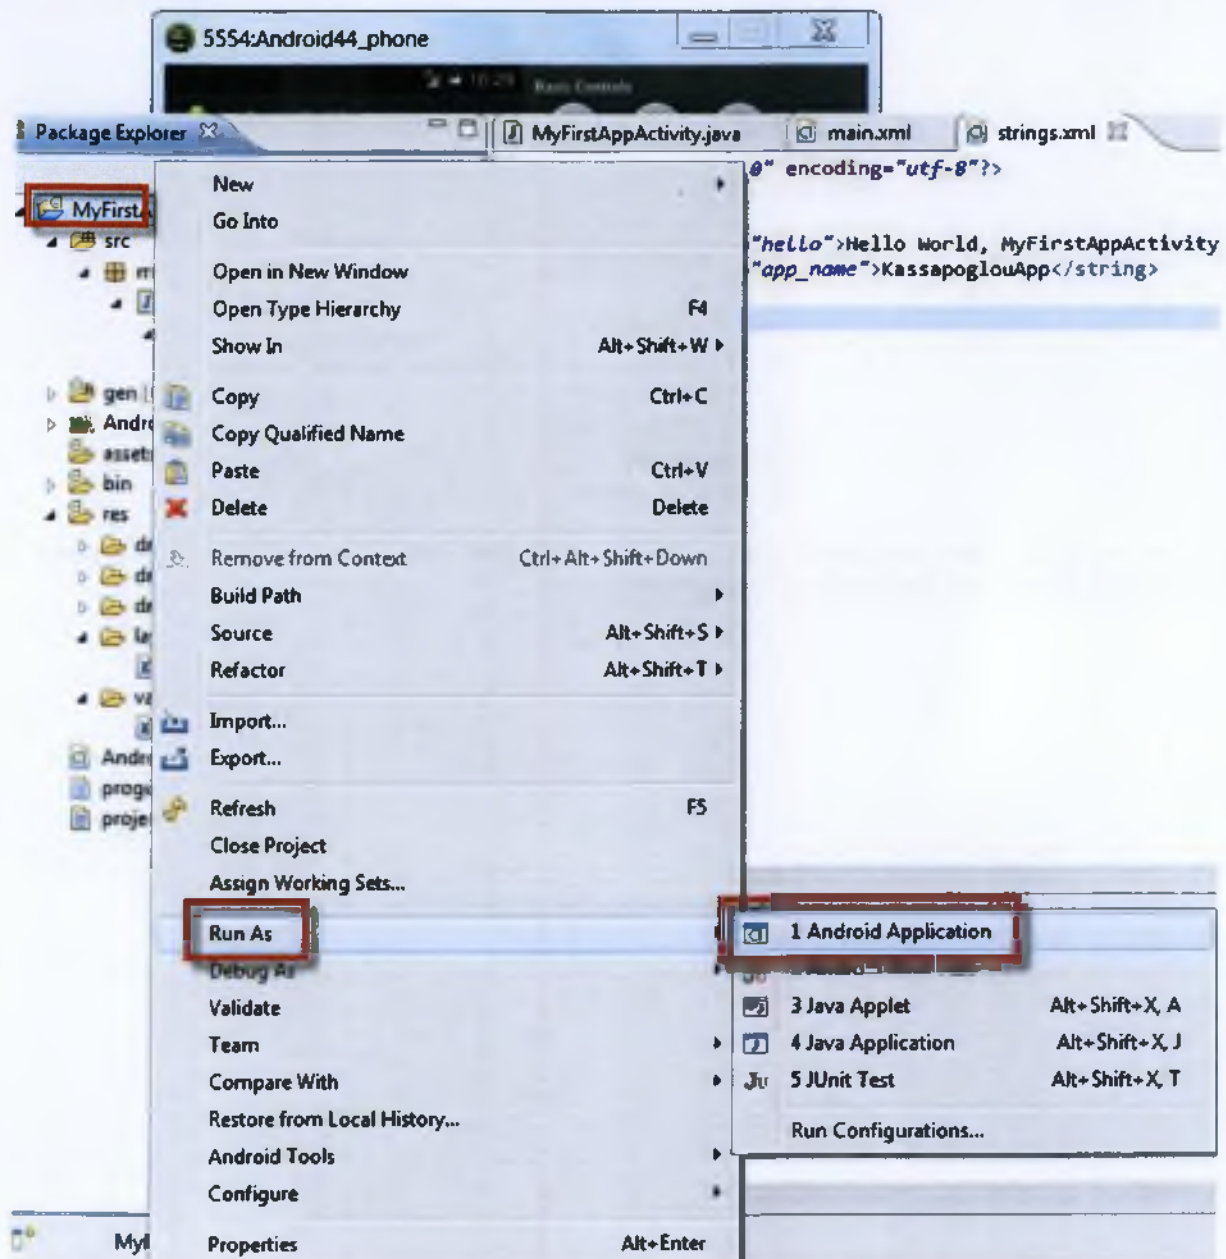 5554:Android44_phone
Basic Controls
Package Explorer
MyFirstAppActivity.java
main.xml
strings.xml
" encoding="utf-8"?>
MyFirst
src
"hello">Hello World, MyFirstAppActivity
"app_name">KassapoglouApp</string>
gen
Andro
assets
bin
res
New
Go Into
Open in New Window
Open Type Hierarchy F4
Show In Alt+Shift+W
Copy Ctrl+C
Copy Qualified Name
Paste Ctrl+V
Delete Delete
Remove from Context Ctrl+Alt+Shift+Down
Build Path
Source Alt+Shift+S
Refactor Alt+Shift+T
Import...
Export...
Refresh F5
Close Project
Assign Working Sets...
Run As
Debug As
Validate
Team
Compare With
Restore from Local History...
Android Tools
Configure
Properties Alt+Enter
1 Android Application
3 Java Applet Alt+Shift+X, A
4 Java Application Alt+Shift+X, J
5 JUnit Test Alt+Shift+X, T
Run Configurations...